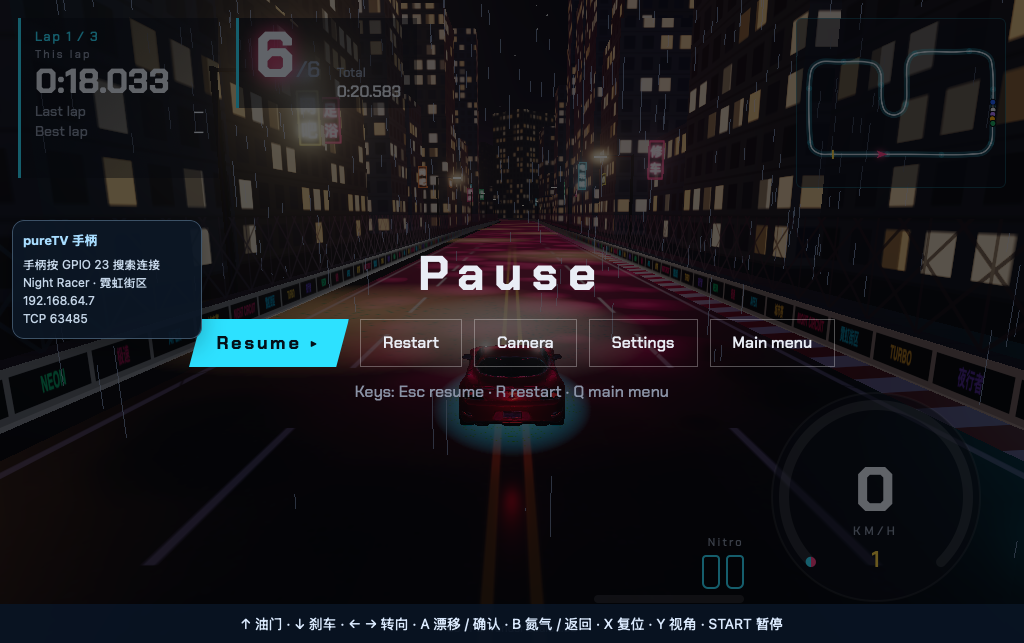 Lap 1 / 3
This lap
0:18.033
Last lap
Best lap
6/6
Total
0:20.583
pureTV 手柄
手柄按 GPIO 23 搜索连接
Night Racer · 霓虹街区
192.168.64.7
TCP 63485
Pause
Resume ▸
Restart
Camera
Settings
Main menu
Keys: Esc resume · R restart · Q main menu
NEON
TURBO
夜行者
0
KM/H
1
Nitro
↑ 油门 · ↓ 刹车 · ← → 转向 · A 漂移 / 确认 · B 氮气 / 返回 · X 复位 · Y 视角 · START 暂停